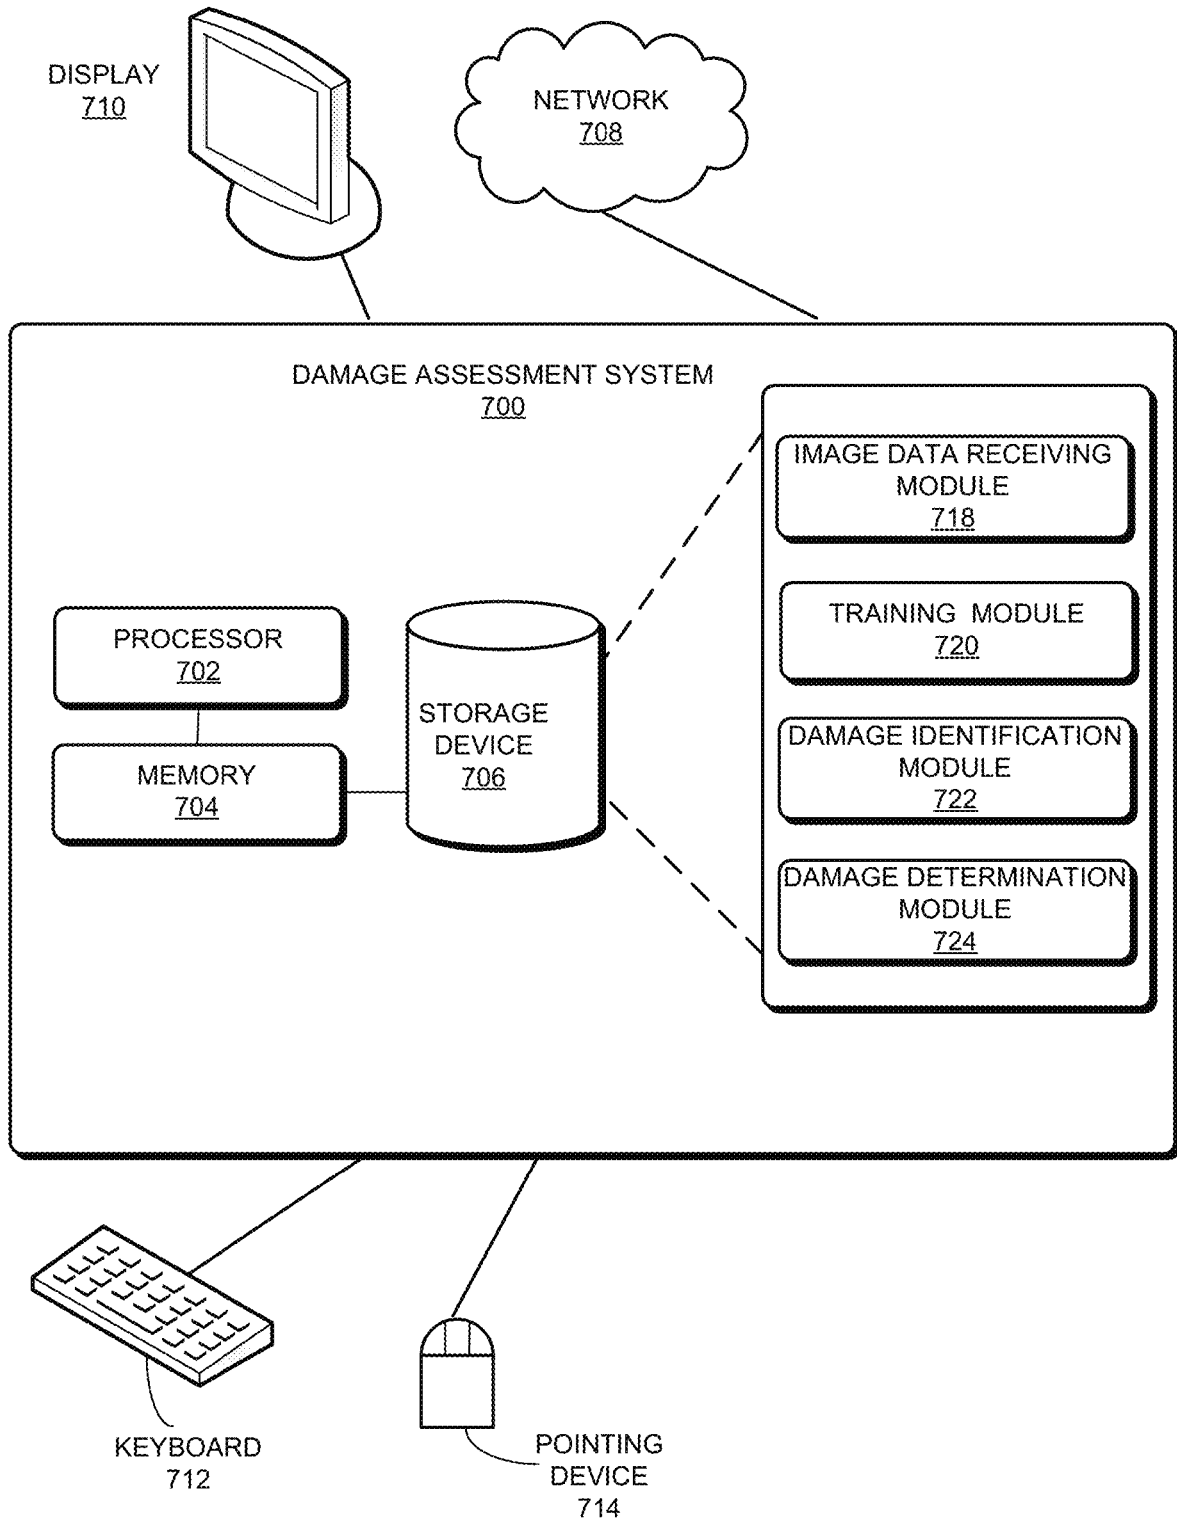 DISPLAY
710
NETWORK
708
DAMAGE ASSESSMENT SYSTEM
700
IMAGE DATA RECEIVING
MODULE
718
TRAINING MODULE
720
DAMAGE IDENTIFICATION
MODULE
722
DAMAGE DETERMINATION
MODULE
724
PROCESSOR
702
MEMORY
704
STORAGE
DEVICE
706
KEYBOARD
712
POINTING
DEVICE
714